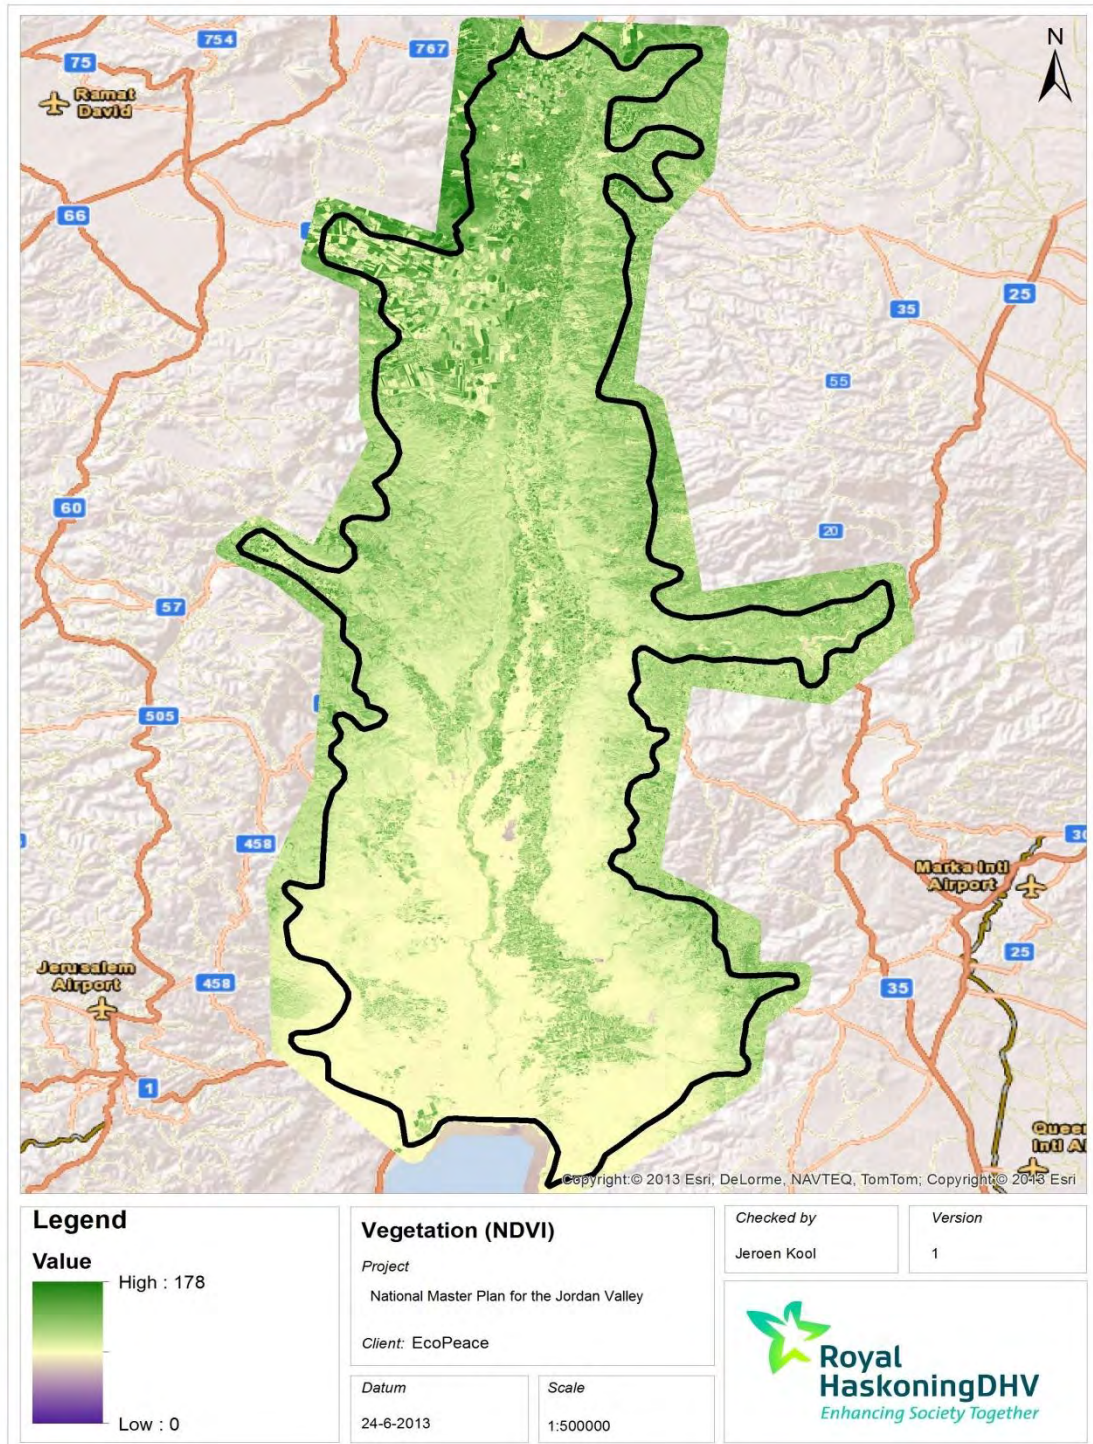 754
767
75
Ramat
David
N
66
25
35
55
60
20
57
505
458
30
Marka Intl
Airport
25
Jerusalem
Airport
458
35
1
Queen
Intl A
Copyright:© 2013 Esri, DeLorme, NAVTEQ, TomTom; Copyright:© 2013 Esri
Legend
Value
High : 178
Low : 0
Vegetation (NDVI)
Project
National Master Plan for the Jordan Valley
Client: EcoPeace
Datum
24-6-2013
Scale
1:500000
Checked by
Jeroen Kool
Version
1
Royal
HaskoningDHV
Enhancing Society Together